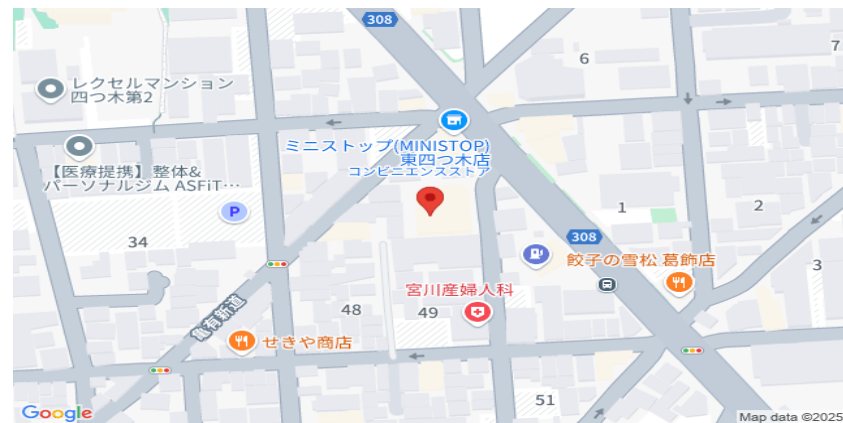 308
6
7
レクセルマンション
四つ木第2
ミニストップ(MINISTOP)
東四つ木店
コンビニエンスストア
【医療提携】整体&
パーソナルジム ASFiT…
P
34
1
2
308
餃子の雪松 葛飾店
3
宮川産婦人科
亀有新道
48
49
せきや商店
51
Google
Map data ©2025